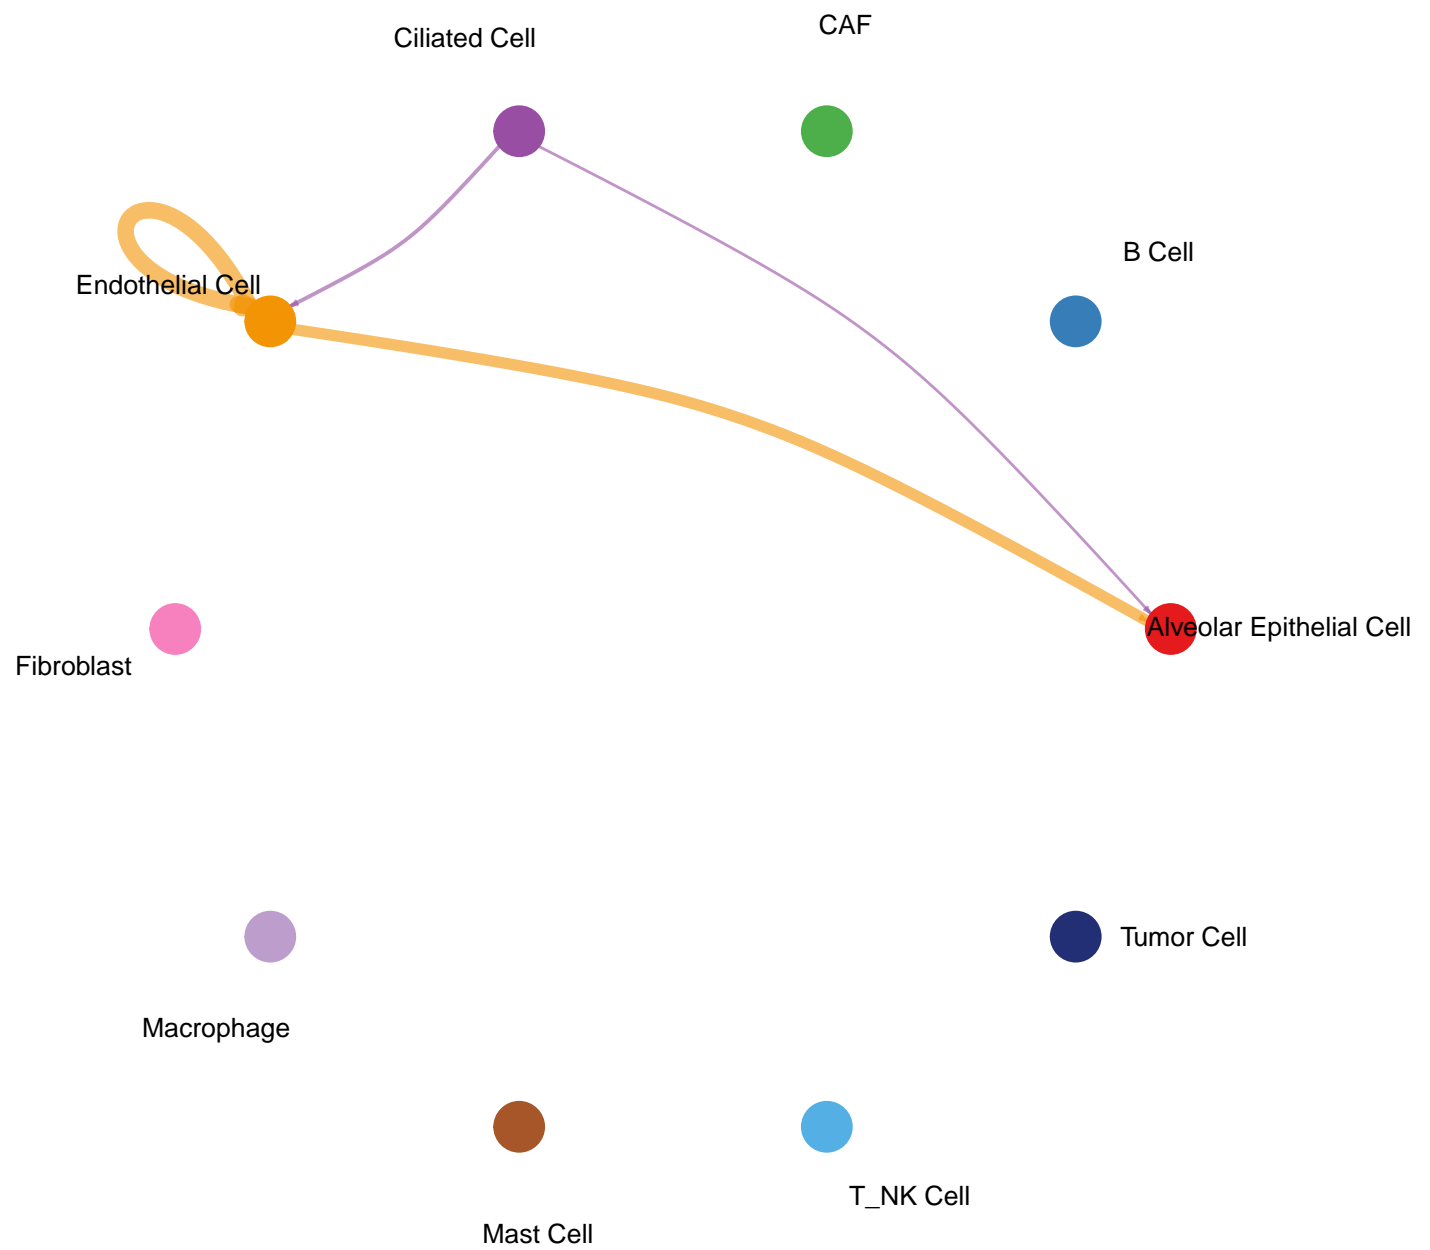 CAF
Ciliated Cell
B Cell
Endothelial Cell
Alveolar Epithelial Cell
Fibroblast
Tumor Cell
Macrophage
T_NK Cell
Mast Cell